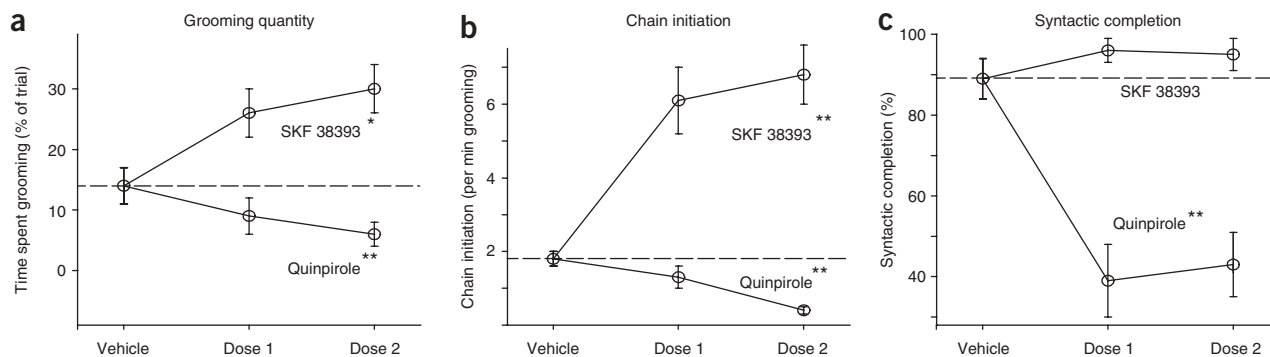 a
Grooming quantity
Time spent grooming (% of trial)
30
20
10
0
SKF 38393 *
Quinpirole **
Vehicle Dose 1 Dose 2
b
Chain initiation
Chain initiation (per min grooming)
6
4
2
SKF 38393 **
Quinpirole **
Vehicle Dose 1 Dose 2
c
Syntactic completion
Syntactic completion (%)
100
80
60
40
SKF 38393
Quinpirole **
Vehicle Dose 1 Dose 2